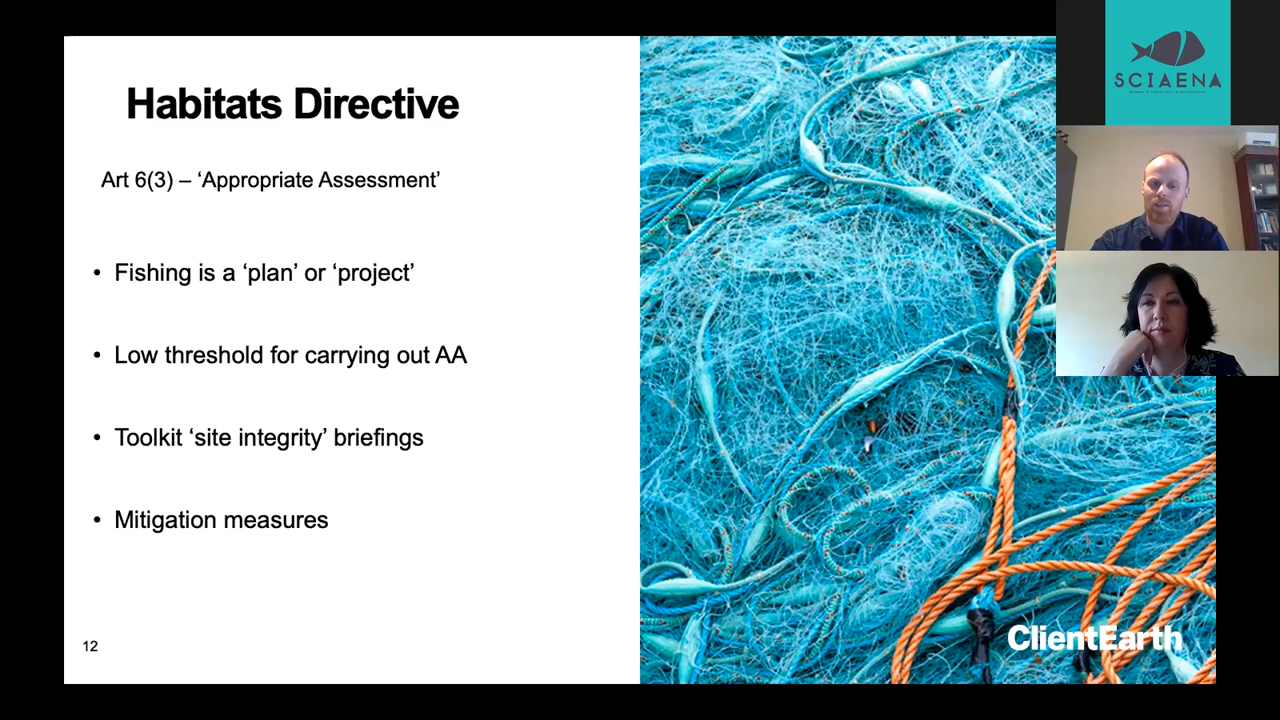 Habitats Directive
Art 6(3) – ‘Appropriate Assessment’
• Fishing is a ‘plan’ or ‘project’
• Low threshold for carrying out AA
• Toolkit ‘site integrity’ briefings
• Mitigation measures
12
ClientEarth
SCIAENA